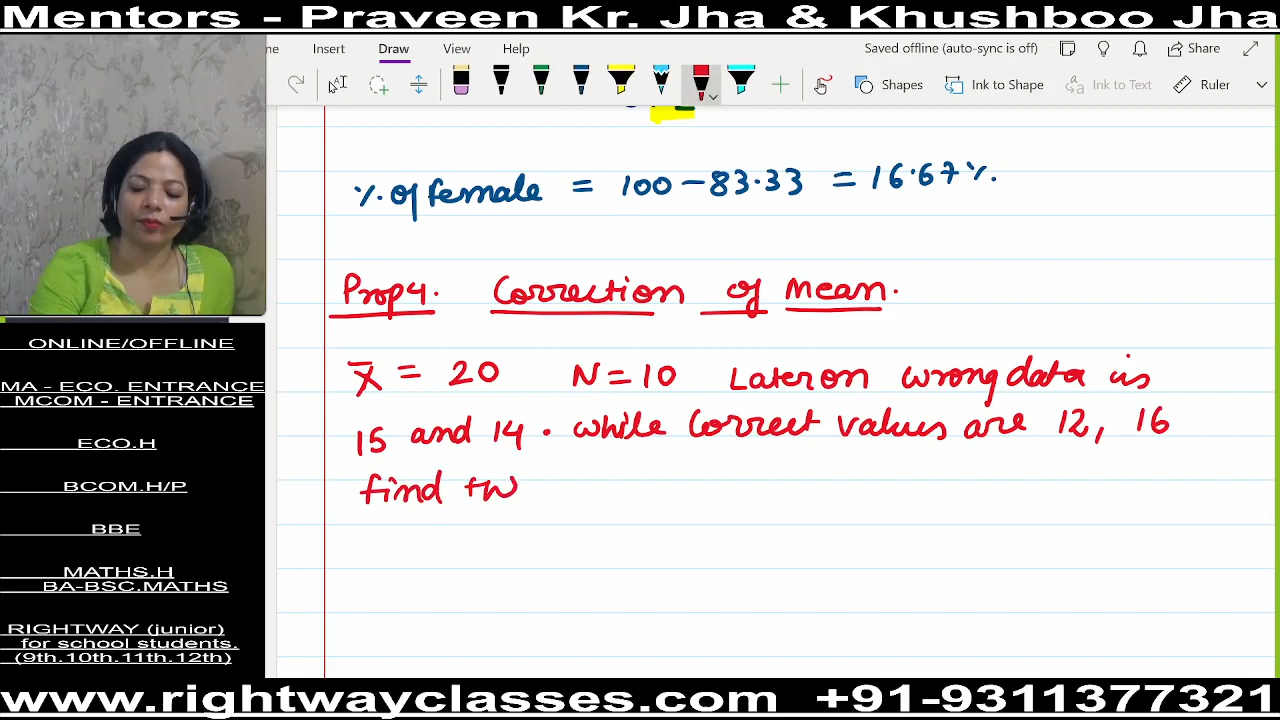 Mentors - Praveen Kr. Jha & Khushboo Jha
Insert Draw View Help Saved offline (auto-sync is off) Share
Shapes Ink to Shape Ink to Text Ruler
% of female = 100 - 83.33 = 16.67 %.
Prop 4. Correction of Mean.
X̄ = 20 N = 10 Later on wrong data is
15 and 14. while correct values are 12, 16
find
ONLINE/OFFLINE
MA - ECO. ENTRANCE
MCOM - ENTRANCE
ECO.H
BCOM.H/P
BBE
MATHS.H
BA-BSC.MATHS
RIGHTWAY (junior)
for school students.
(9th.10th.11th.12th)
www.rightwayclasses.com +91-9311377321